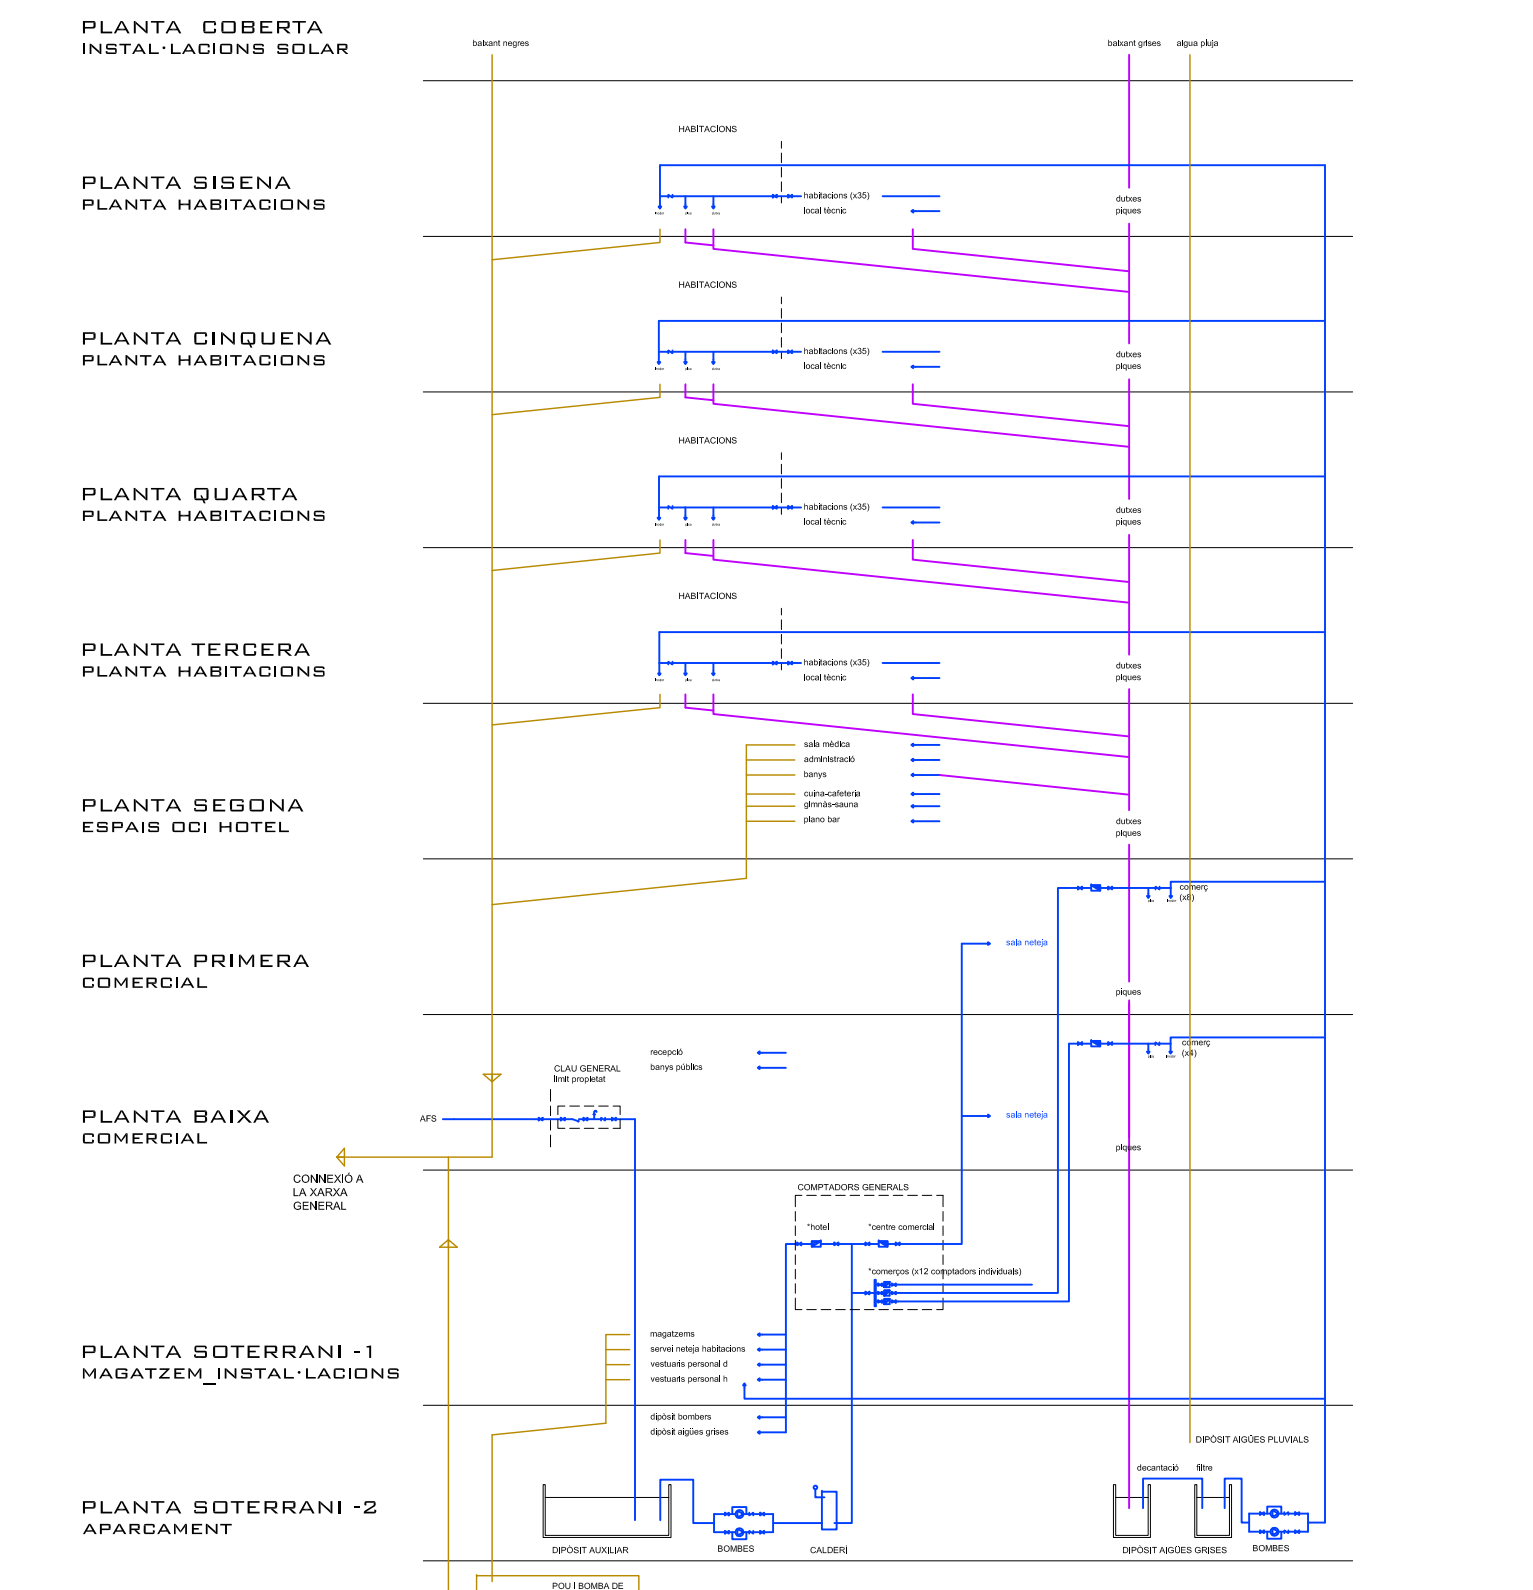 PLANTA COBERTA
INSTAL·LACIONS SOLAR
baixant negres
baixant grises
aigua pluja
HABITACIONS
PLANTA SISENA
PLANTA HABITACIONS
habitacions (x35)
local tècnic
dutxes
piques
HABITACIONS
PLANTA CINQUENA
PLANTA HABITACIONS
habitacions (x35)
local tècnic
dutxes
piques
HABITACIONS
PLANTA QUARTA
PLANTA HABITACIONS
habitacions (x35)
local tècnic
dutxes
piques
HABITACIONS
PLANTA TERCERA
PLANTA HABITACIONS
habitacions (x35)
local tècnic
dutxes
piques
sala mèdica
administració
banys
cuina-cafeteria
gimnàs-sauna
piano bar
PLANTA SEGONA
ESPAIS OCI HOTEL
dutxes
piques
comerç
(x8)
sala neteja
PLANTA PRIMERA
COMERCIAL
piques
recepció
banys públics
comerç
(x4)
CLAU GENERAL
límit propietat
PLANTA BAIXA
COMERCIAL
AFS
sala neteja
piques
CONNEXIÓ A
LA XARXA
GENERAL
COMPTADORS GENERALS
*hotel
*centre comercial
*comerços (x12 comptadors individuals)
PLANTA SOTERRANI -1
MAGATZEM_INSTAL·LACIONS
magatzems
servei neteja habitacions
vestuaris personal d
vestuaris personal h
dipòsit bombers
dipòsit aigües grises
DIPÒSIT AIGÜES PLUVIALS
decantació
filtre
PLANTA SOTERRANI -2
APARCAMENT
DIPÒSIT AUXILIAR
BOMBES
CALDERÍ
DIPÒSIT AIGÜES GRISES
BOMBES
POU I BOMBA DE